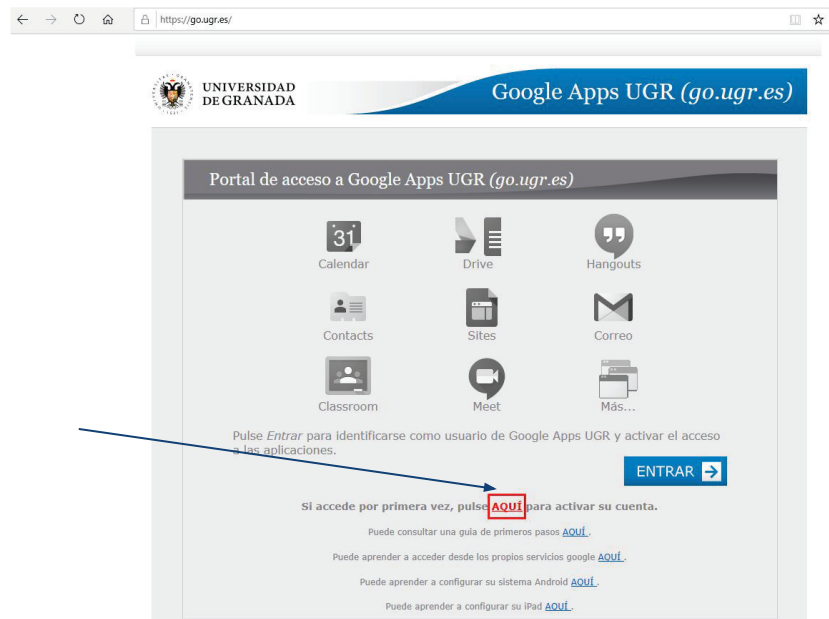 https://go.ugr.es/
UNIVERSIDAD
DE GRANADA
Google Apps UGR (go.ugr.es)
Portal de acceso a Google Apps UGR (go.ugr.es)
31
Calendar
Drive
Hangouts
Contacts
Sites
Correo
Classroom
Meet
Más...
Pulse Entrar para identificarse como usuario de Google Apps UGR y activar el acceso
a las aplicaciones.
ENTRAR
Si accede por primera vez, pulse AQUÍ para activar su cuenta.
Puede consultar una guia de primeros pasos AQUÍ .
Puede aprender a acceder desde los propios servicios google AQUÍ .
Puede aprender a configurar su sistema Android AQUÍ .
Puede aprender a configurar su iPad AQUÍ .